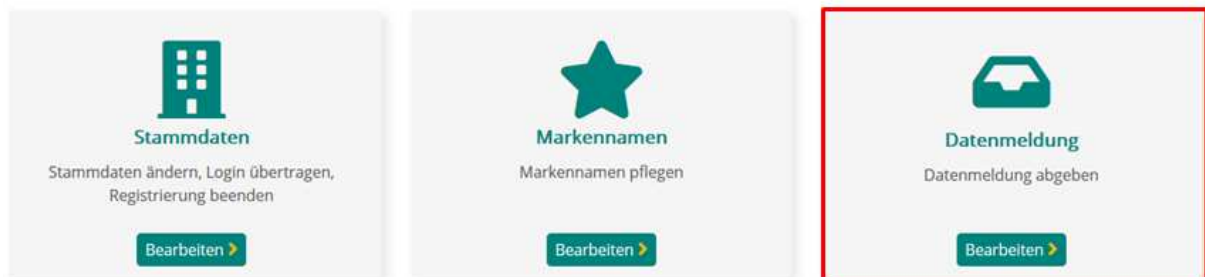 Stammdaten
Stammdaten ändern, Login übertragen,
Registrierung beenden
Bearbeiten
Markennamen
Markennamen pflegen
Bearbeiten
Datenmeldung
Datenmeldung abgeben
Bearbeiten